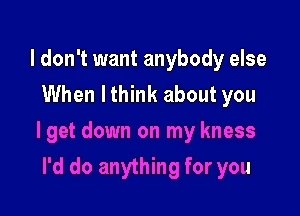 I don't want anybody else
When I think about you
I get down on my kness
I'd do anything for you